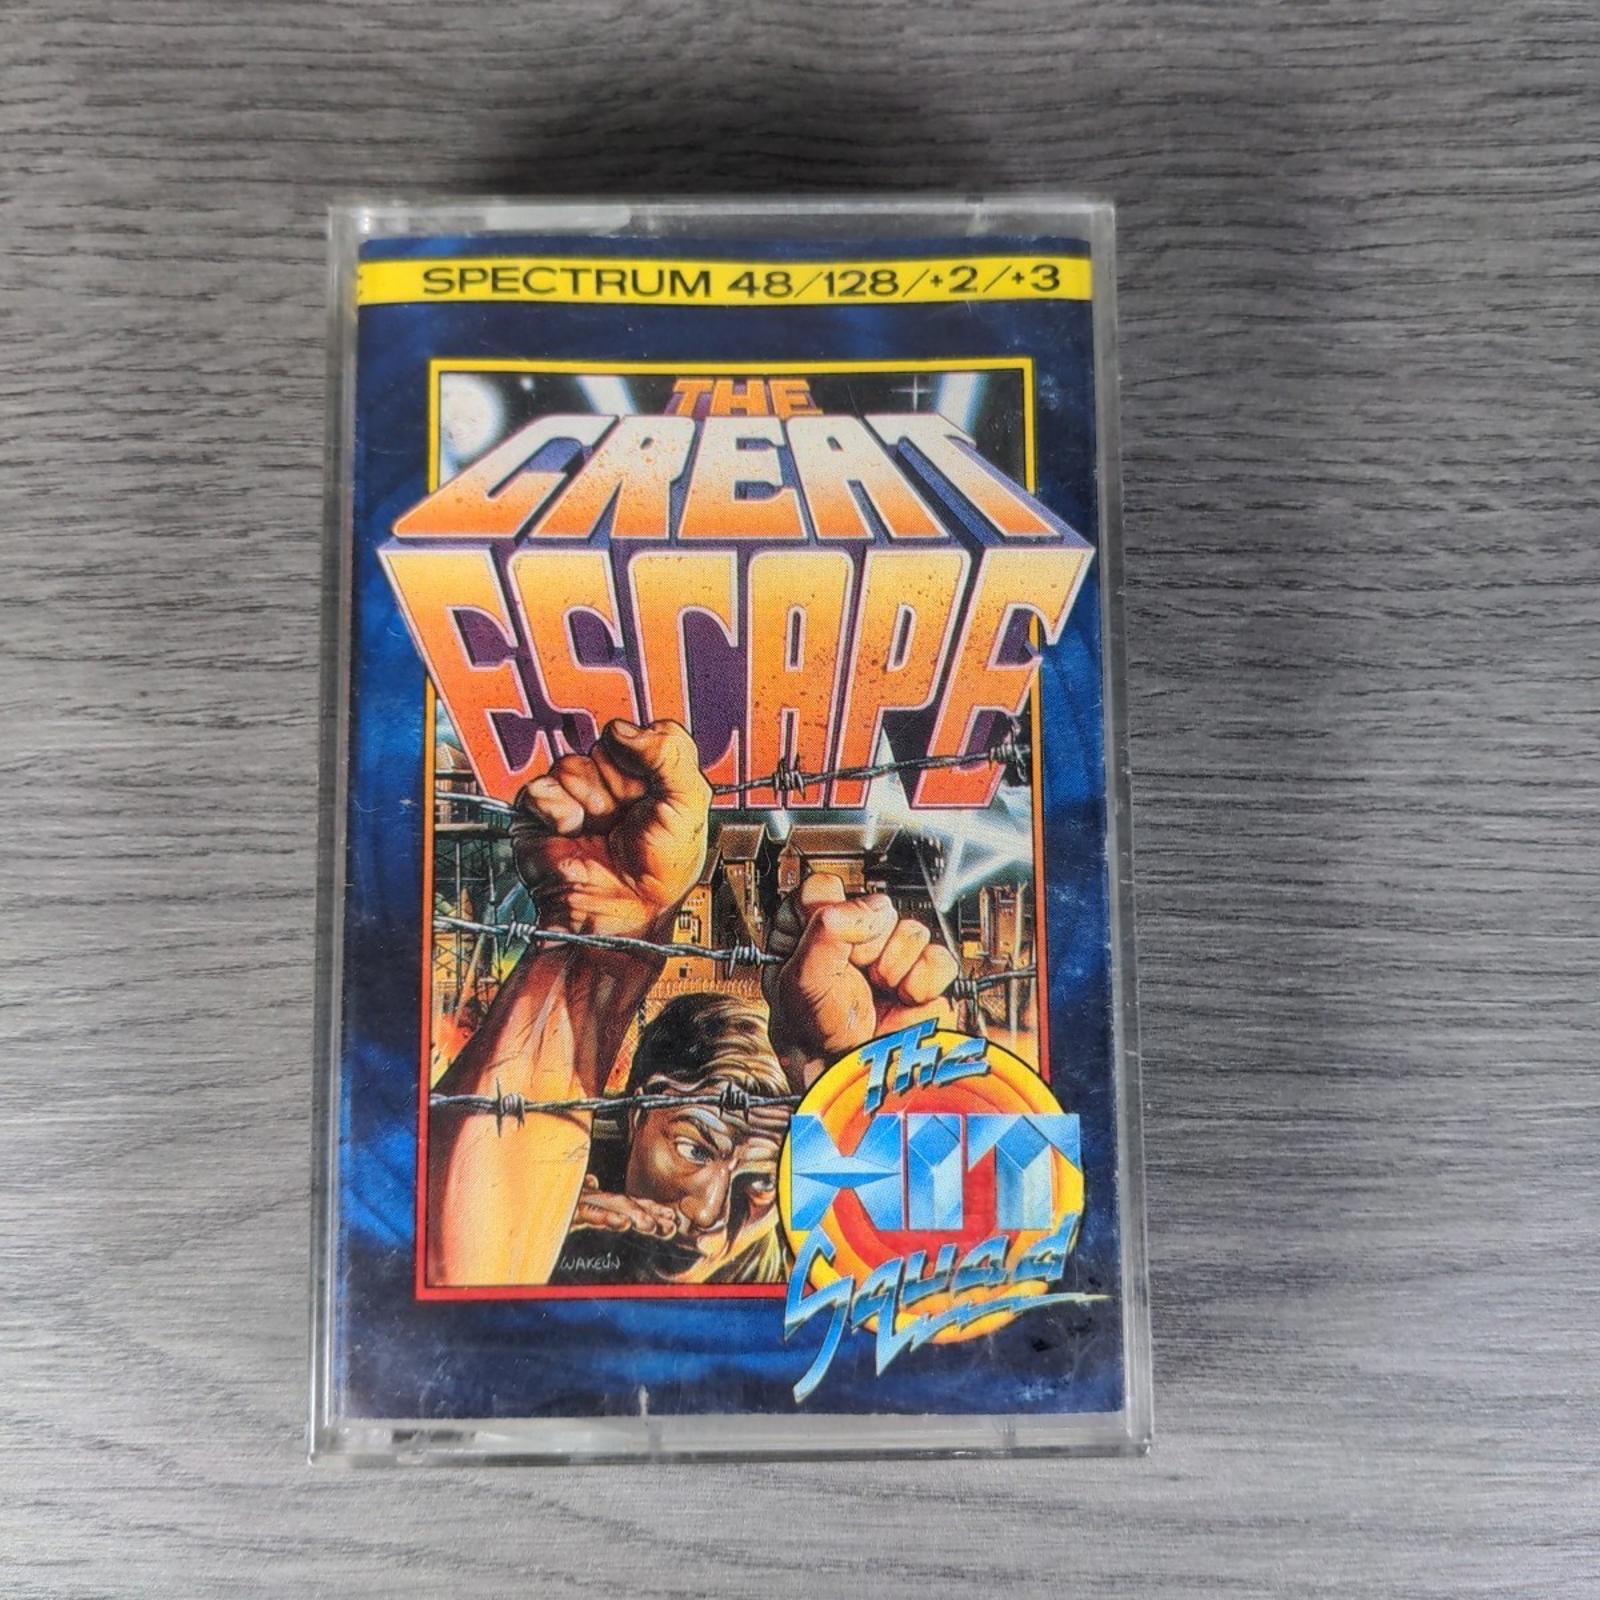 SPECTRUM 48/128/+2/+3
THE
GREAT
ESCAPE
WAKELIN
The
HIT
Squad